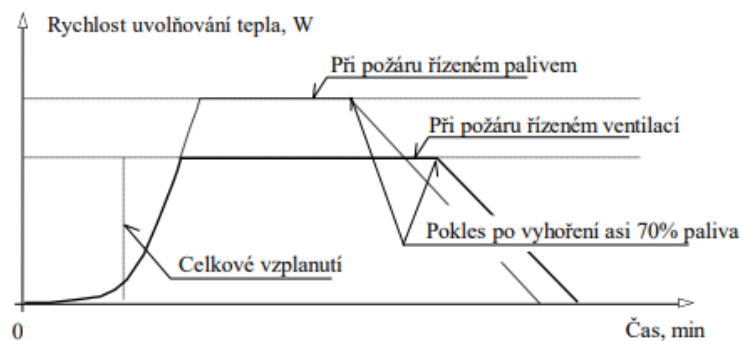 Rychlost uvolňování tepla, W
Při požáru řízeném palivem
Při požáru řízeném ventilací
Pokles po vyhoření asi 70% paliva
Celkové vzplanutí
0
Čas, min